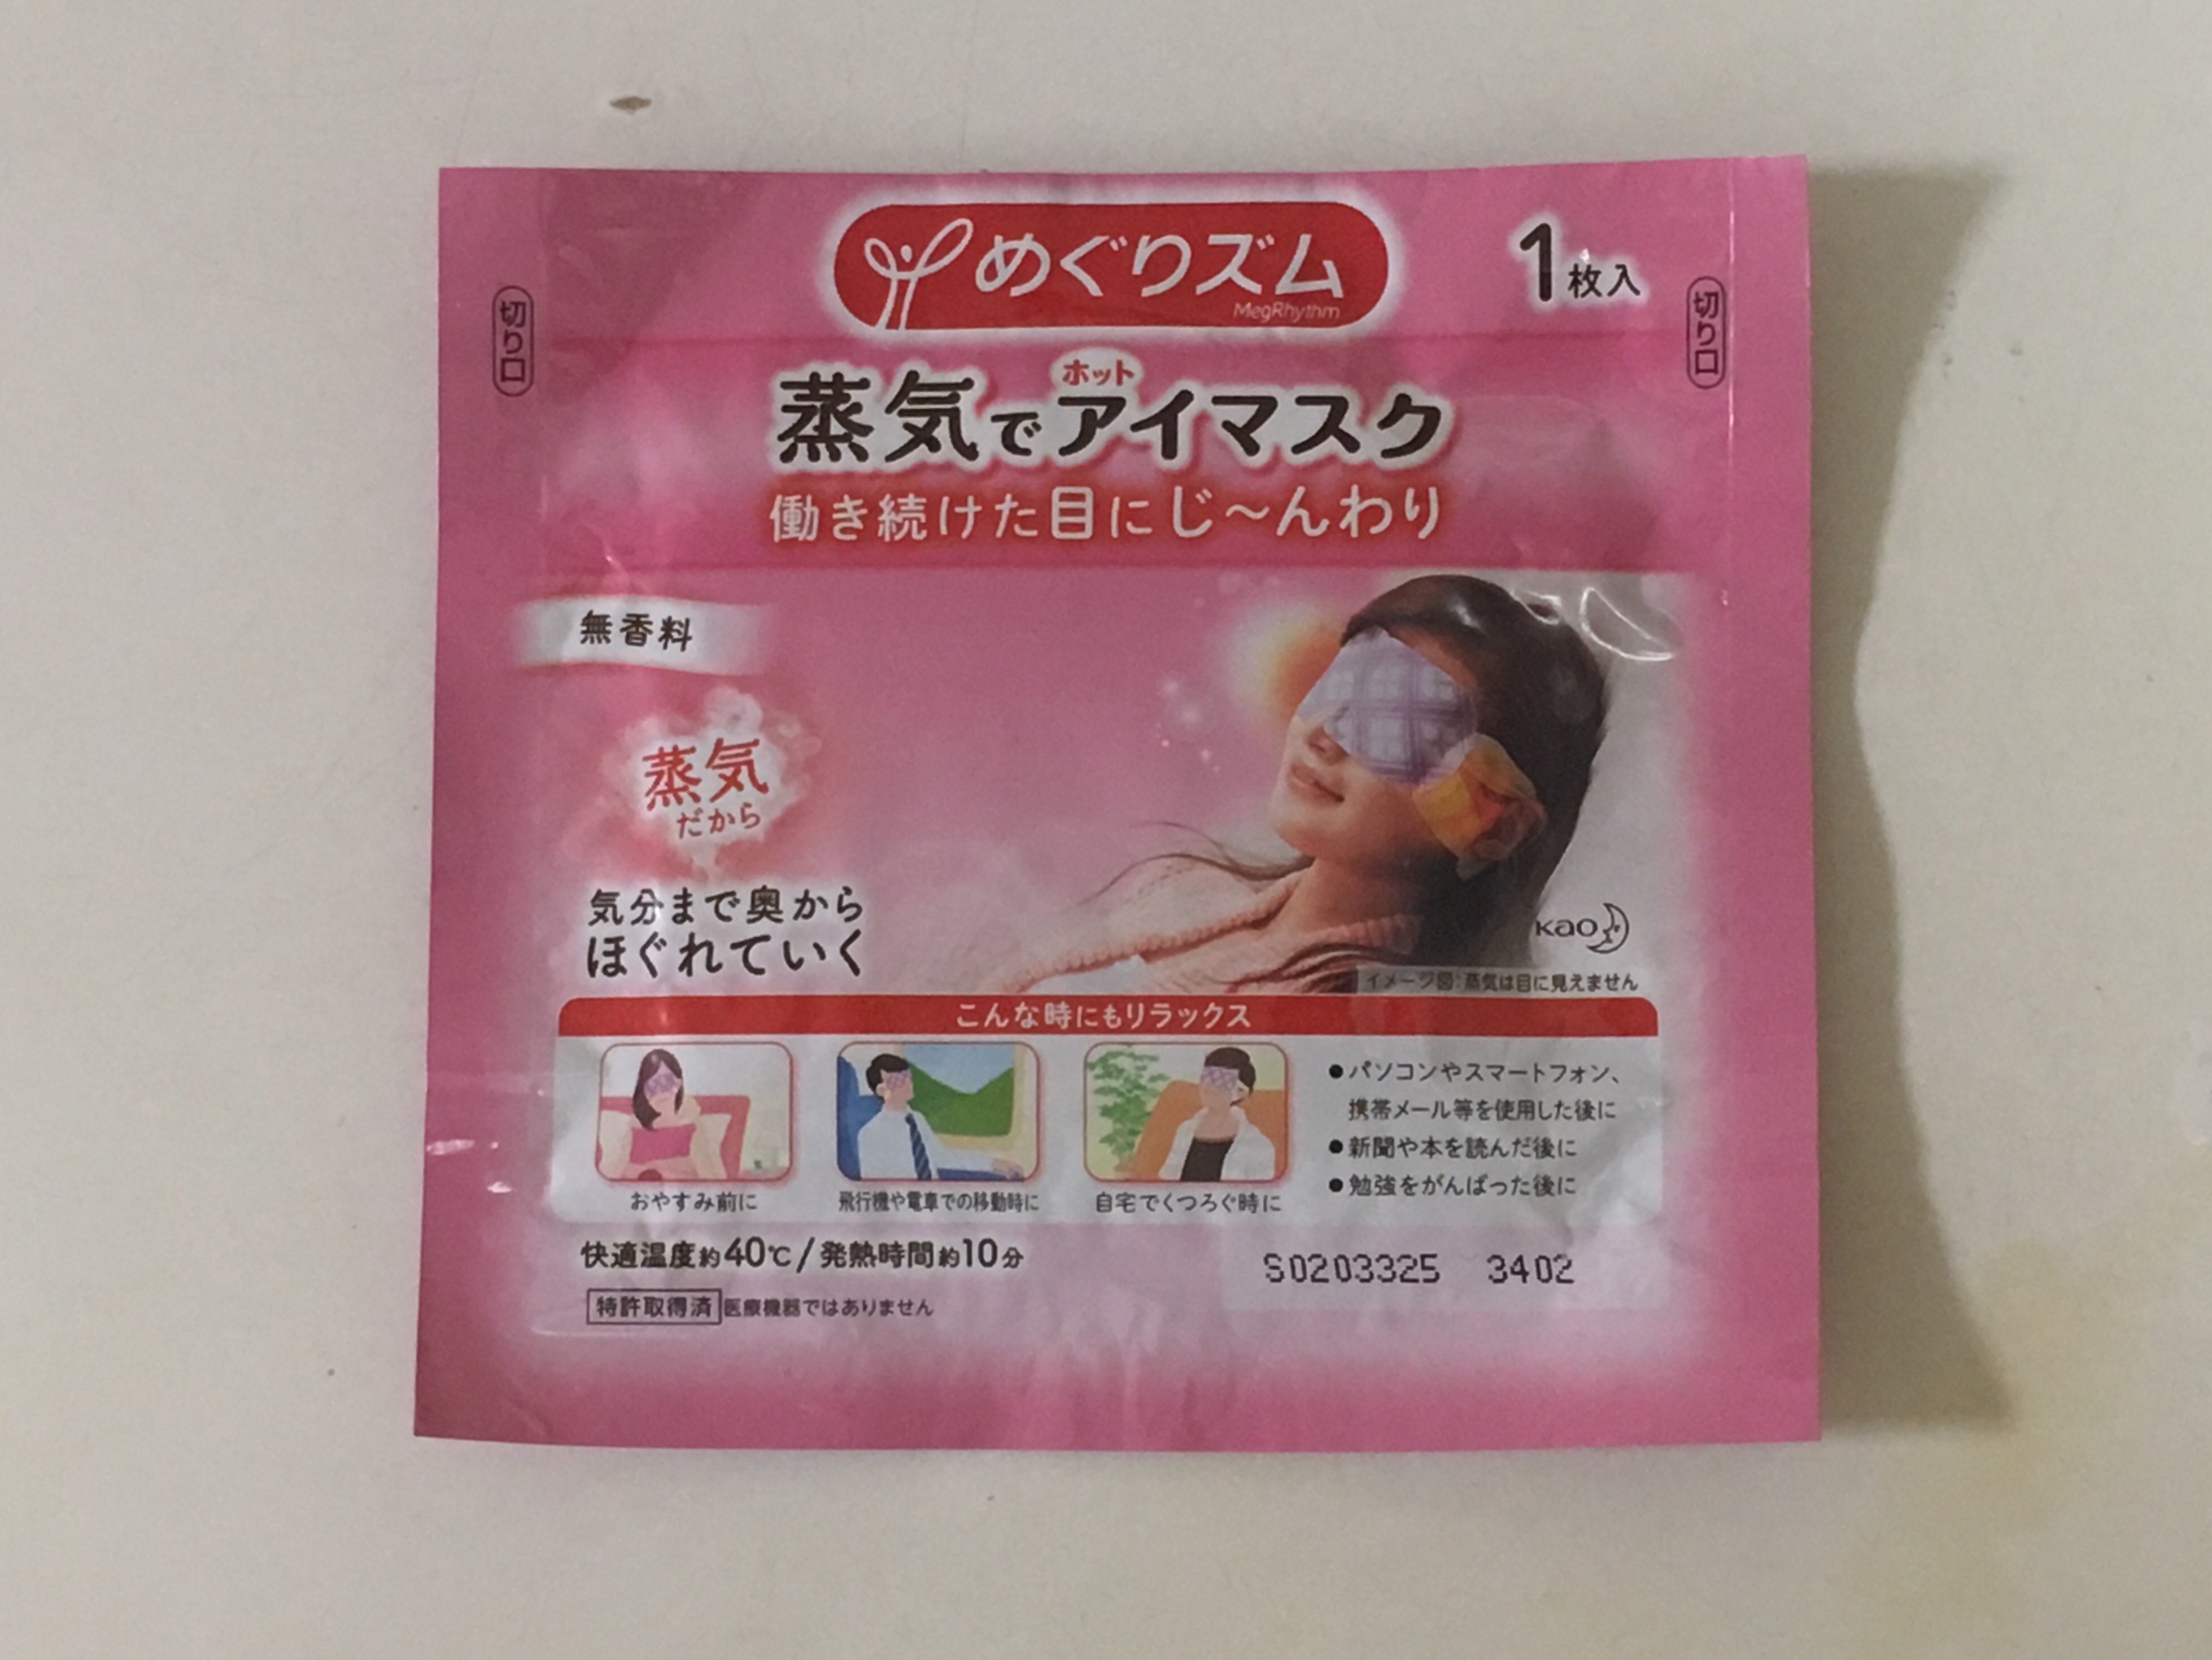 めぐりズム
MegRhythm
1枚入
切り口
切り口
ホット
蒸気でアイマスク
働き続けた目にじ～んわり
無香料
蒸気
だから
気分まで奥から
ほぐれていく
Kao
イメージ図:蒸気は目に見えません
こんな時にもリラックス
おやすみ前に
飛行機や電車での移動時に
自宅でくつろぐ時に
●パソコンやスマートフォン、
携帯メール等を使用した後に
●新聞や本を読んだ後に
●勉強をがんばった後に
快適温度約40℃/発熱時間約10分
S0203325 3402
特許取得済 医療機器ではありません